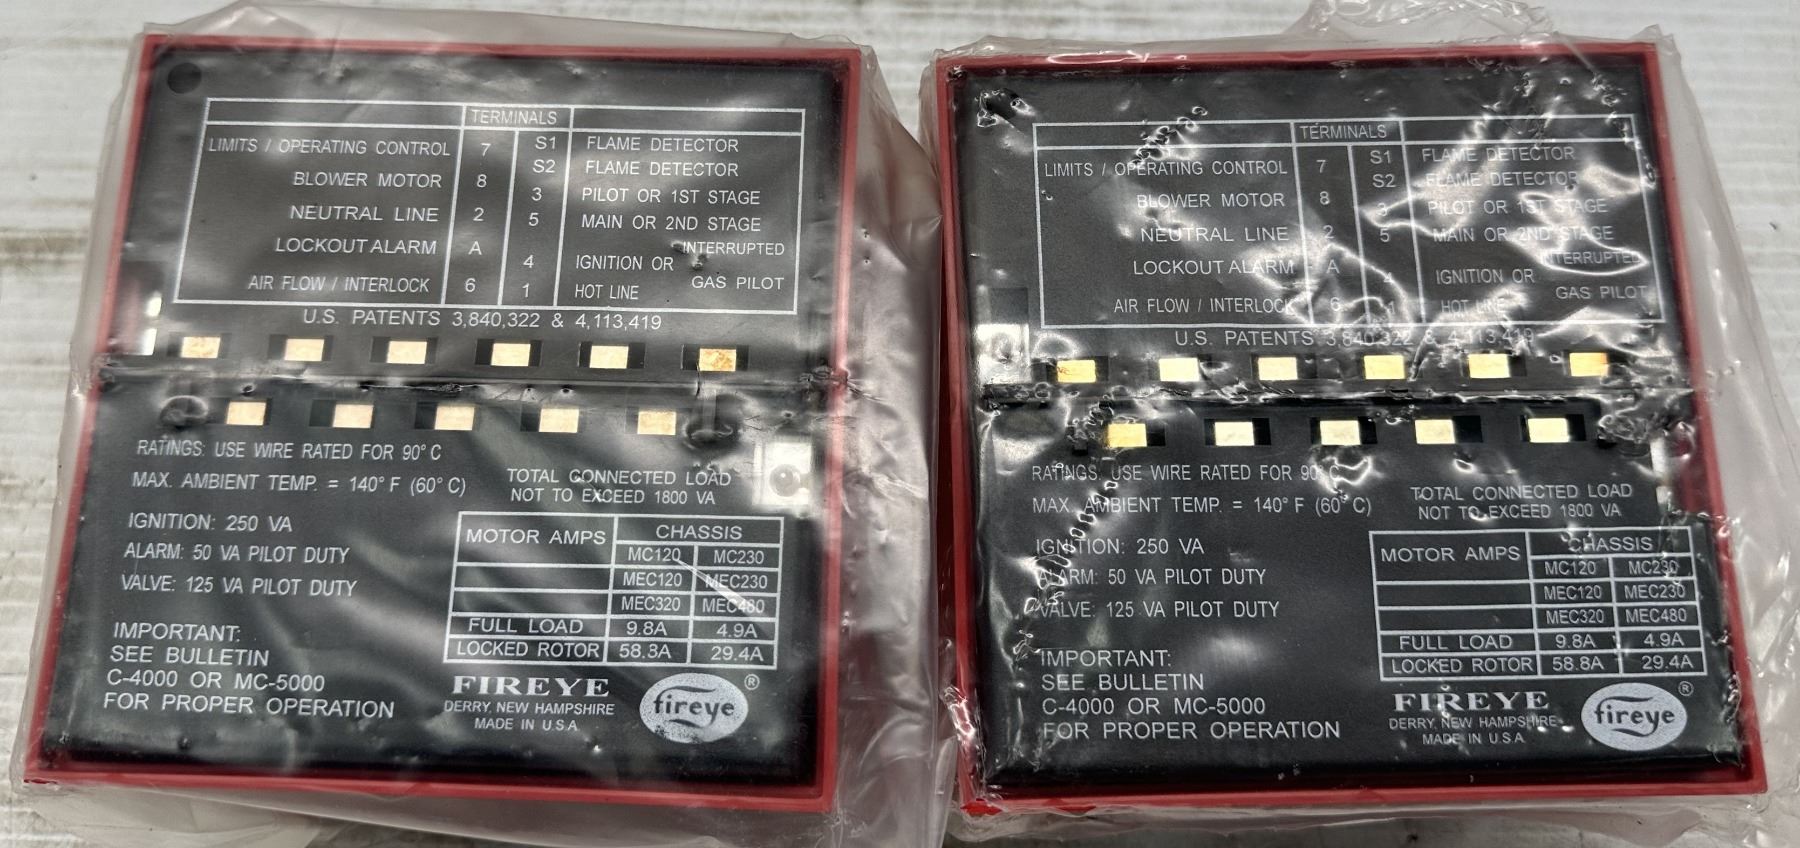 TERMINALS
LIMITS / OPERATING CONTROL 7 S1 FLAME DETECTOR
S2 FLAME DETECTOR
BLOWER MOTOR 8 3 PILOT OR 1ST STAGE
NEUTRAL LINE 2 5 MAIN OR 2ND STAGE
LOCKOUT ALARM A INTERRUPTED
4 IGNITION OR GAS PILOT
AIR FLOW / INTERLOCK 6 1 HOT LINE
U.S. PATENTS 3,840,322 & 4,113,419
RATINGS: USE WIRE RATED FOR 90° C
MAX. AMBIENT TEMP. = 140° F (60° C)
TOTAL CONNECTED LOAD
NOT TO EXCEED 1800 VA
IGNITION: 250 VA
ALARM: 50 VA PILOT DUTY
VALVE: 125 VA PILOT DUTY
MOTOR AMPS CHASSIS
MC120 MC230
MEC120 MEC230
MEC320 MEC480
FULL LOAD 9.8A 4.9A
LOCKED ROTOR 58.8A 29.4A
IMPORTANT:
SEE BULLETIN
C-4000 OR MC-5000
FOR PROPER OPERATION
FIREYE
DERRY, NEW HAMPSHIRE
MADE IN U.S.A.
fireye ®
TERMINALS
LIMITS / OPERATING CONTROL 7 S1 FLAME DETECTOR
S2 FLAME DETECTOR
BLOWER MOTOR 8 3 PILOT OR 1ST STAGE
NEUTRAL LINE 2 5 MAIN OR 2ND STAGE
LOCKOUT ALARM A INTERRUPTED
4 IGNITION OR GAS PILOT
AIR FLOW / INTERLOCK 6 1 HOT LINE
U.S. PATENTS 3,840,322 & 4,113,419
RATINGS: USE WIRE RATED FOR 90° C
MAX. AMBIENT TEMP. = 140° F (60° C)
TOTAL CONNECTED LOAD
NOT TO EXCEED 1800 VA
IGNITION: 250 VA
ALARM: 50 VA PILOT DUTY
VALVE: 125 VA PILOT DUTY
MOTOR AMPS CHASSIS
MC120 MC230
MEC120 MEC230
MEC320 MEC480
FULL LOAD 9.8A 4.9A
LOCKED ROTOR 58.8A 29.4A
IMPORTANT:
SEE BULLETIN
C-4000 OR MC-5000
FOR PROPER OPERATION
FIREYE
DERRY, NEW HAMPSHIRE
MADE IN U.S.A.
fireye ®